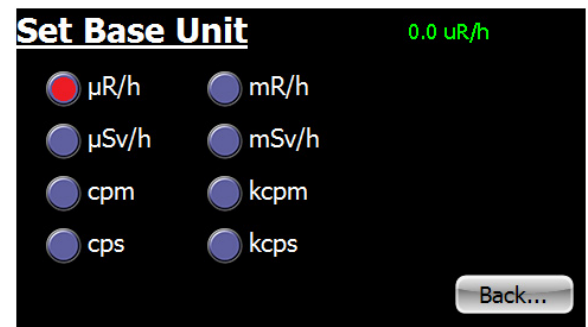 Set Base Unit
0.0 uR/h
µR/h
mR/h
µSv/h
mSv/h
cpm
kcpm
cps
kcps
Back...